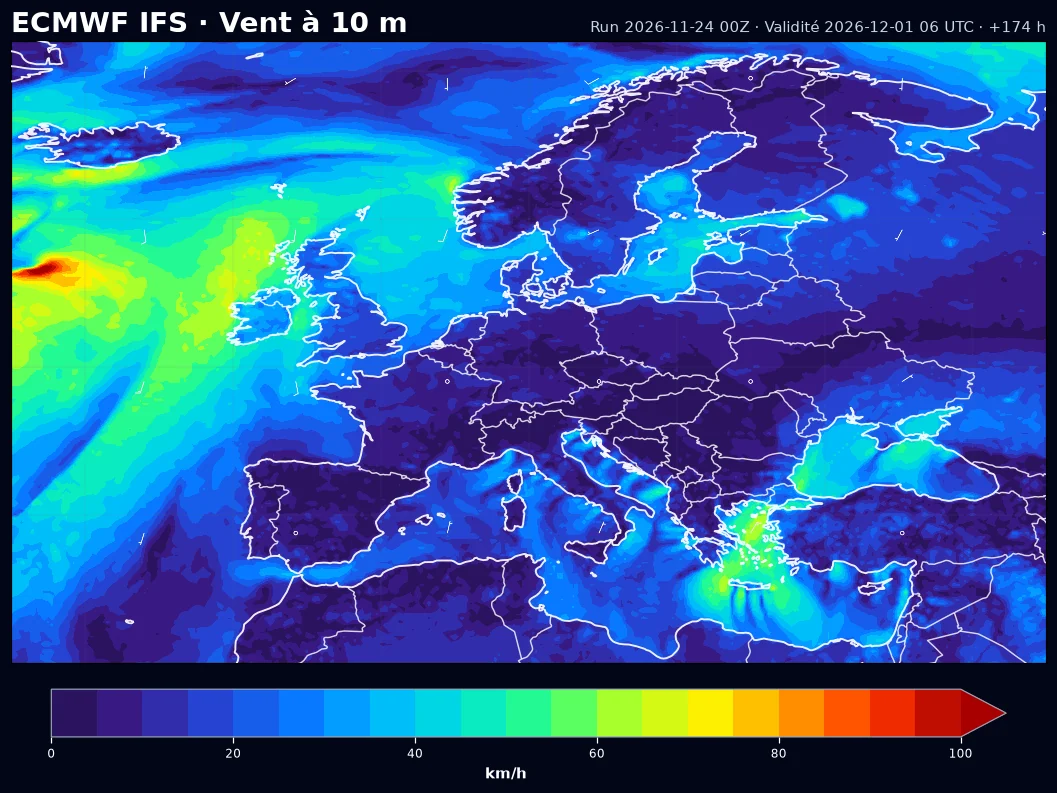 ECMWF IFS · Vent à 10 m
Run 2026-11-24 00Z · Validité 2026-12-01 06 UTC · +174 h
0 20 40 60 80 100
km/h